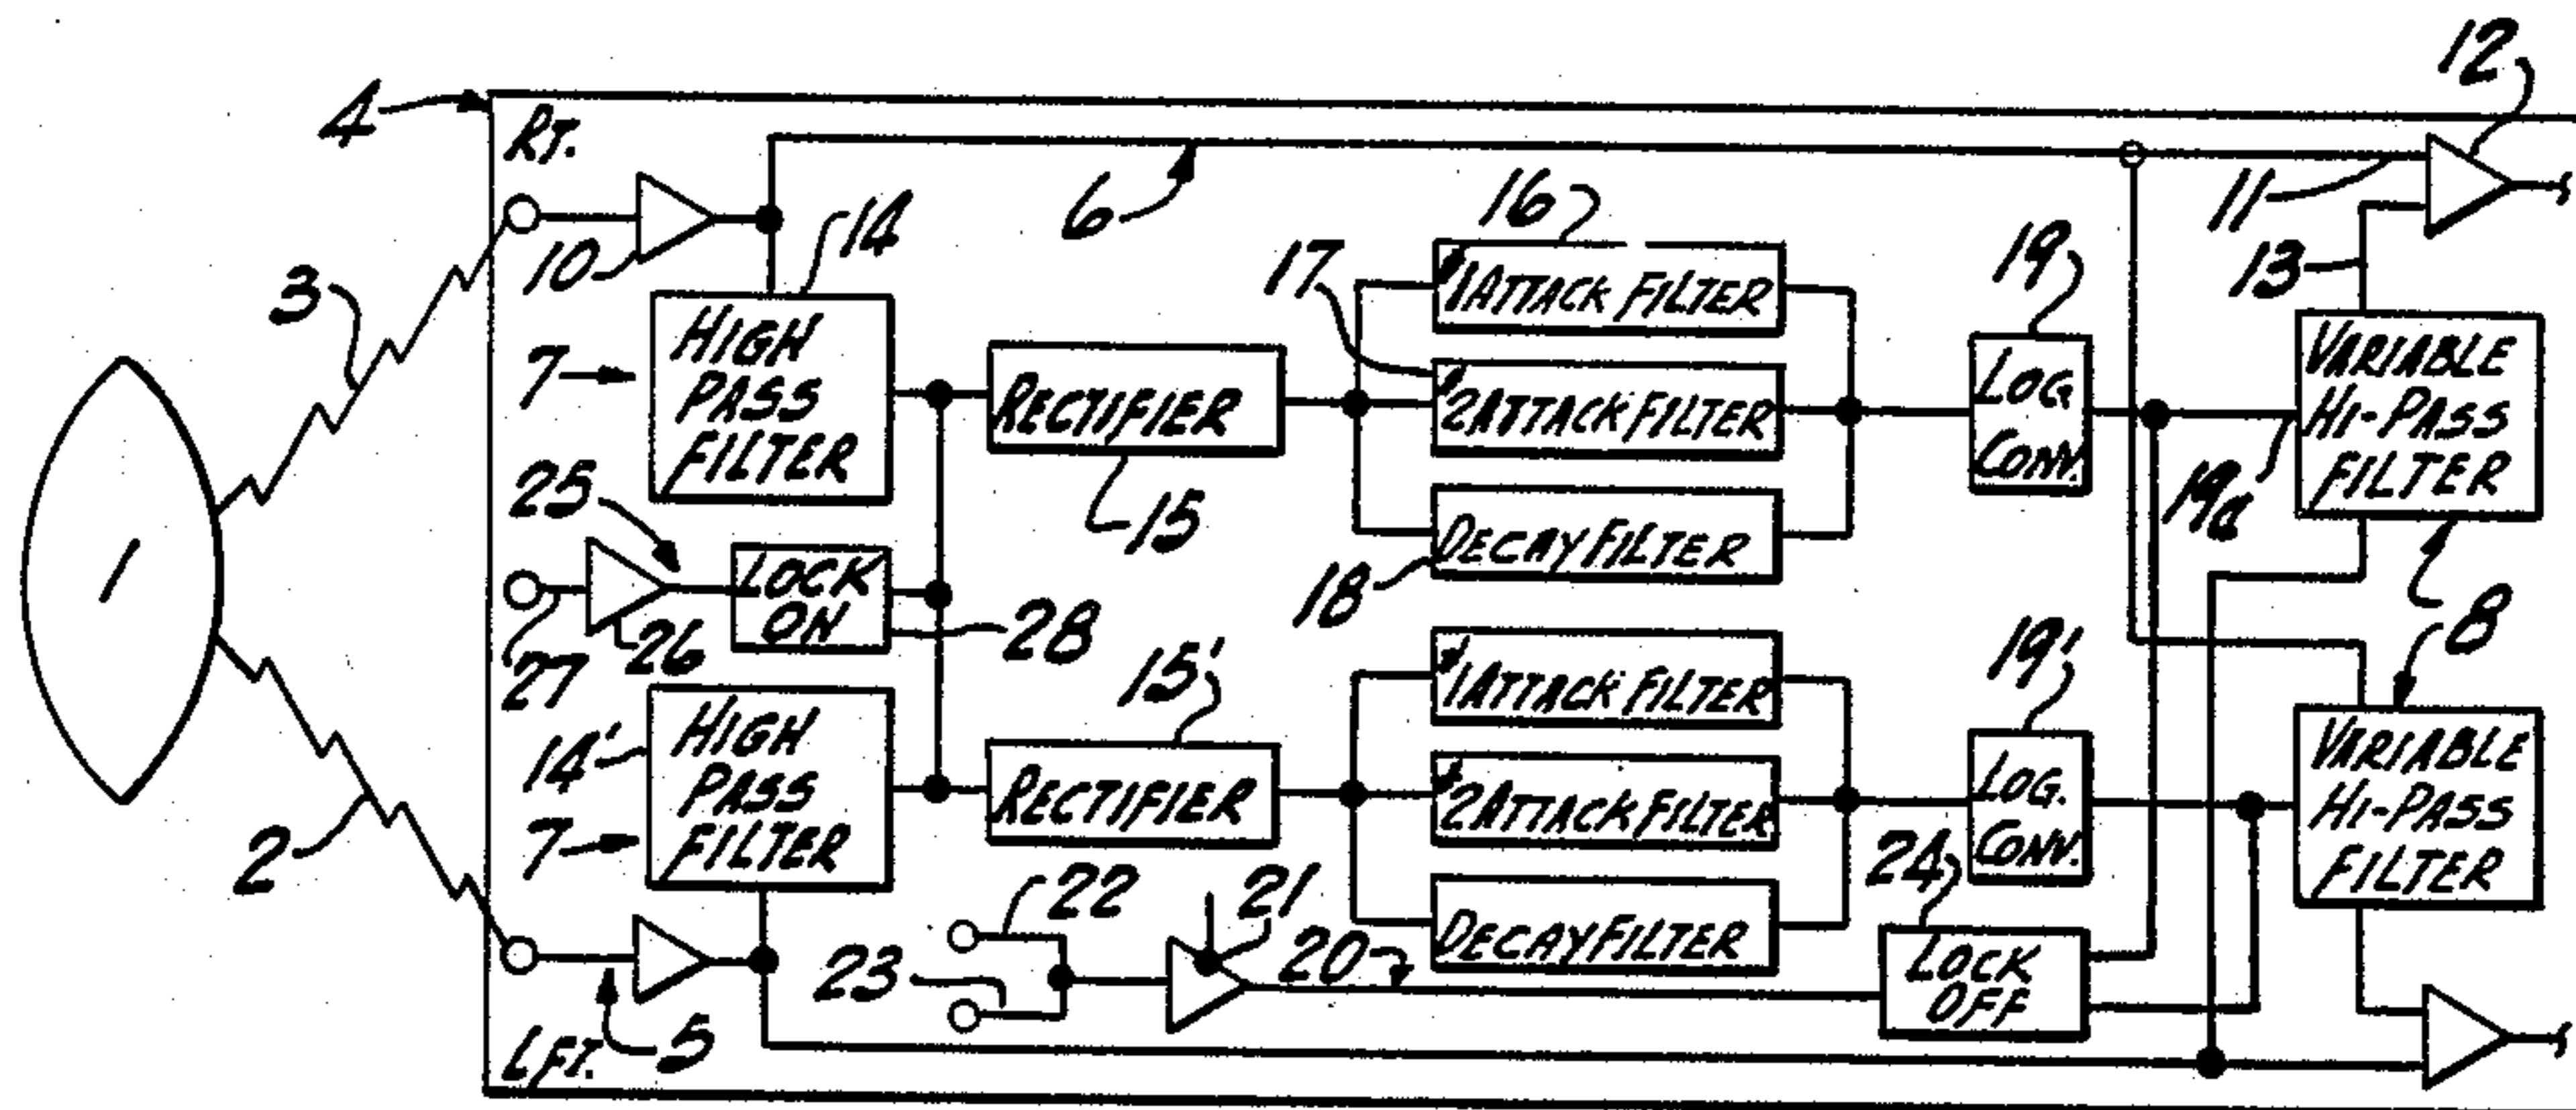 12
4
RT.
6
11
10
14
16
3
17
#1 ATTACK FILTER
19
13
7
HIGH
PASS
FILTER
RECTIFIER
#2 ATTACK FILTER
LOG
CONV.
VARIABLE
HI-PASS
FILTER
19a
15
DECAY FILTER
18
25
1
LOCK
ON
28
27
26
8
#1 ATTACK FILTER
15'
19'
14'
7
HIGH
PASS
FILTER
RECTIFIER
#2 ATTACK FILTER
LOG.
CONV.
VARIABLE
HI-PASS
FILTER
2
22
21
24
DECAY FILTER
23
20
LOCK
OFF
5
LFT.